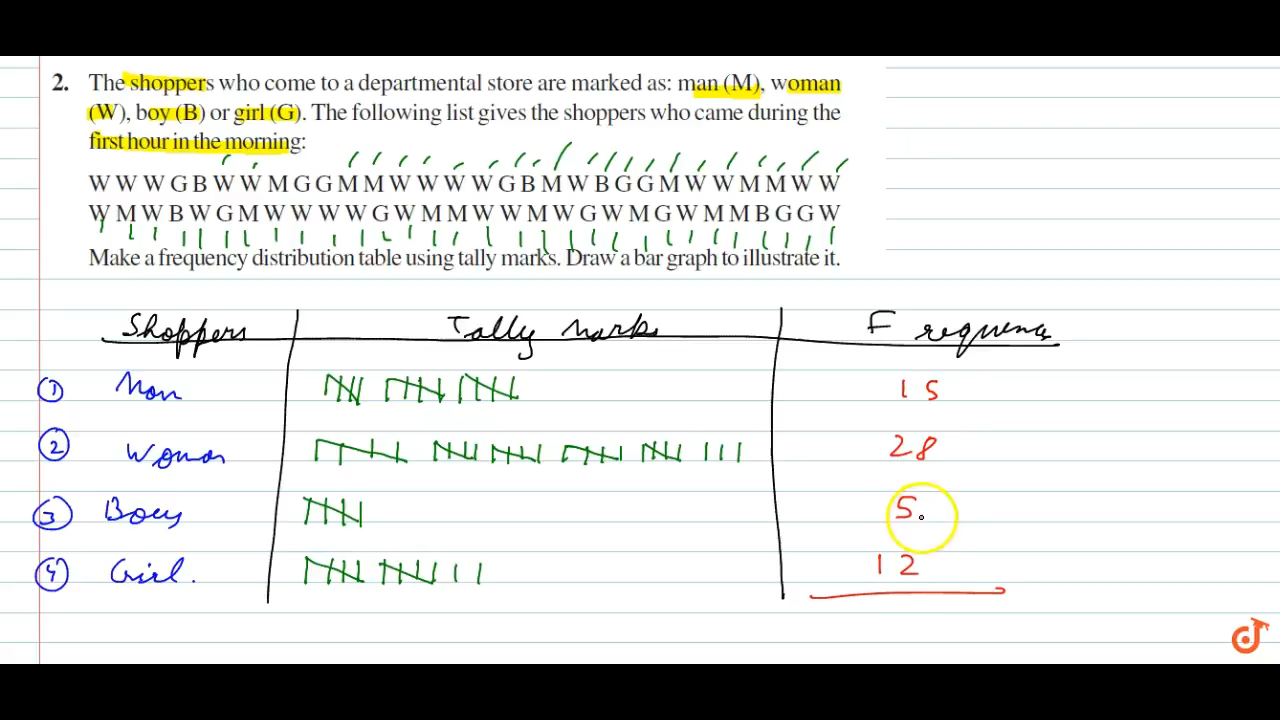 2. The shoppers who come to a departmental store are marked as: man (M), woman
(W), boy (B) or girl (G). The following list gives the shoppers who came during the
first hour in the morning:
W W W G B W W M G G M M W W W W G B M W B G G M W W M M W W
W M W B W G M W W W W G W M M W W M W G W M G W M M B G G W
Make a frequency distribution table using tally marks. Draw a bar graph to illustrate it.
Shoppers Tally Marks Frequency
① Man 15
② Woman 28
③ Boys 5
④ Girl. 12